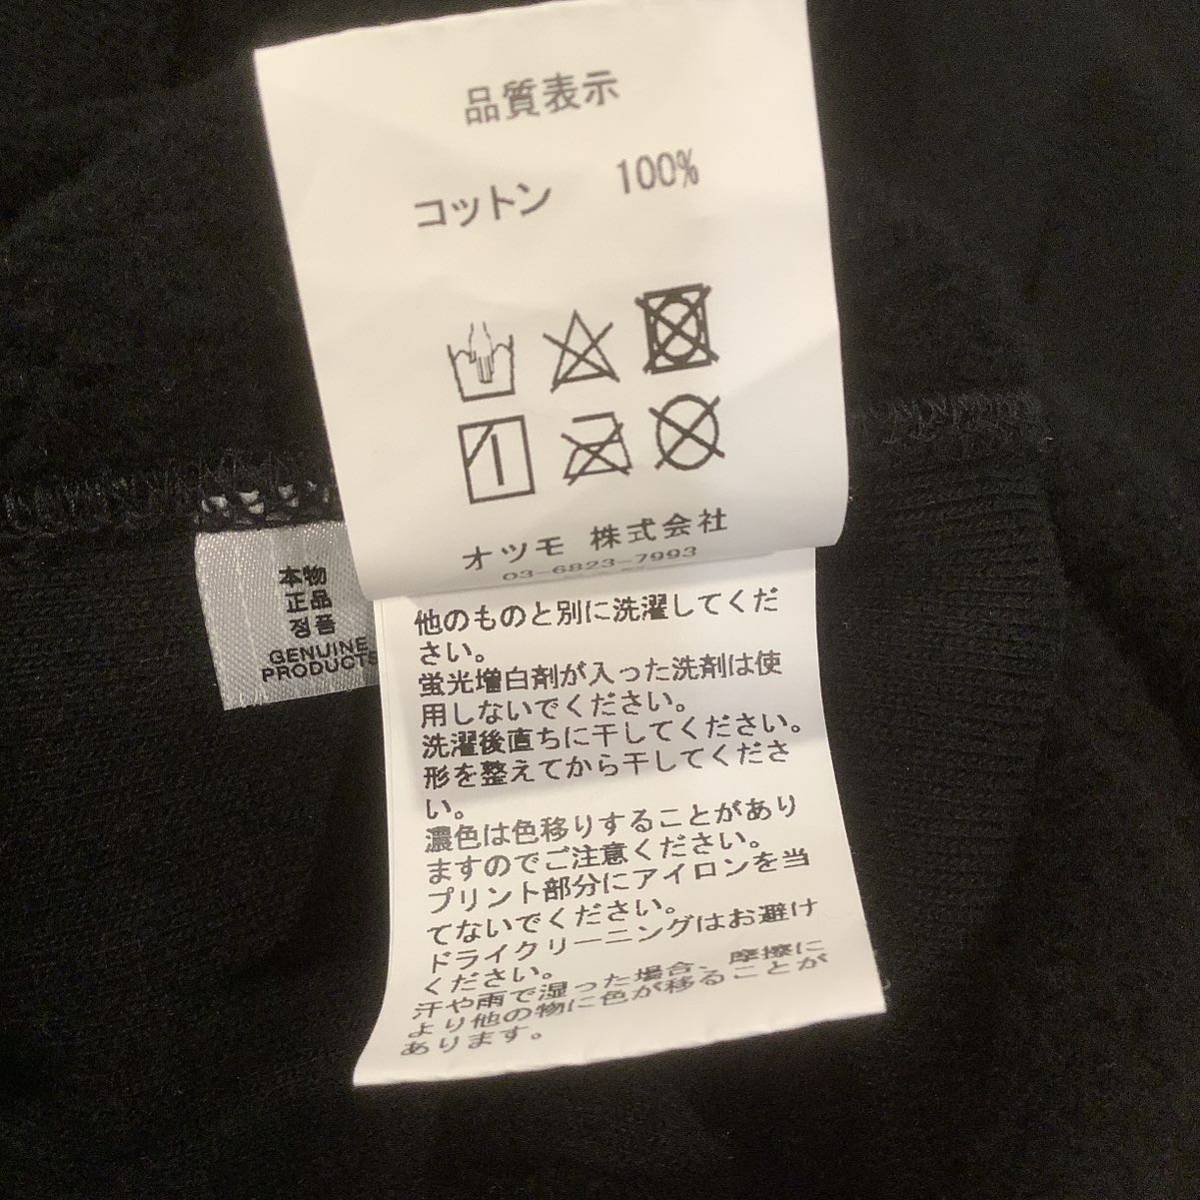 品質表示
コットン 100%
オツモ 株式会社
03-6823-7993
本物
正品
정품
GENUINE
PRODUCTS
他のものと別に洗濯してくだ
さい。
蛍光増白剤が入った洗剤は使
用しないでください。
洗濯後直ちに干してください。
形を整えてから干してくださ
い。
濃色は色移りすることがあり
ますのでご注意ください。
プリント部分にアイロンを当
てないでください。
ドライクリーニングはお避け
ください。
汗や雨で湿った場合、摩擦に
より他の物に色が移ることが
あります。